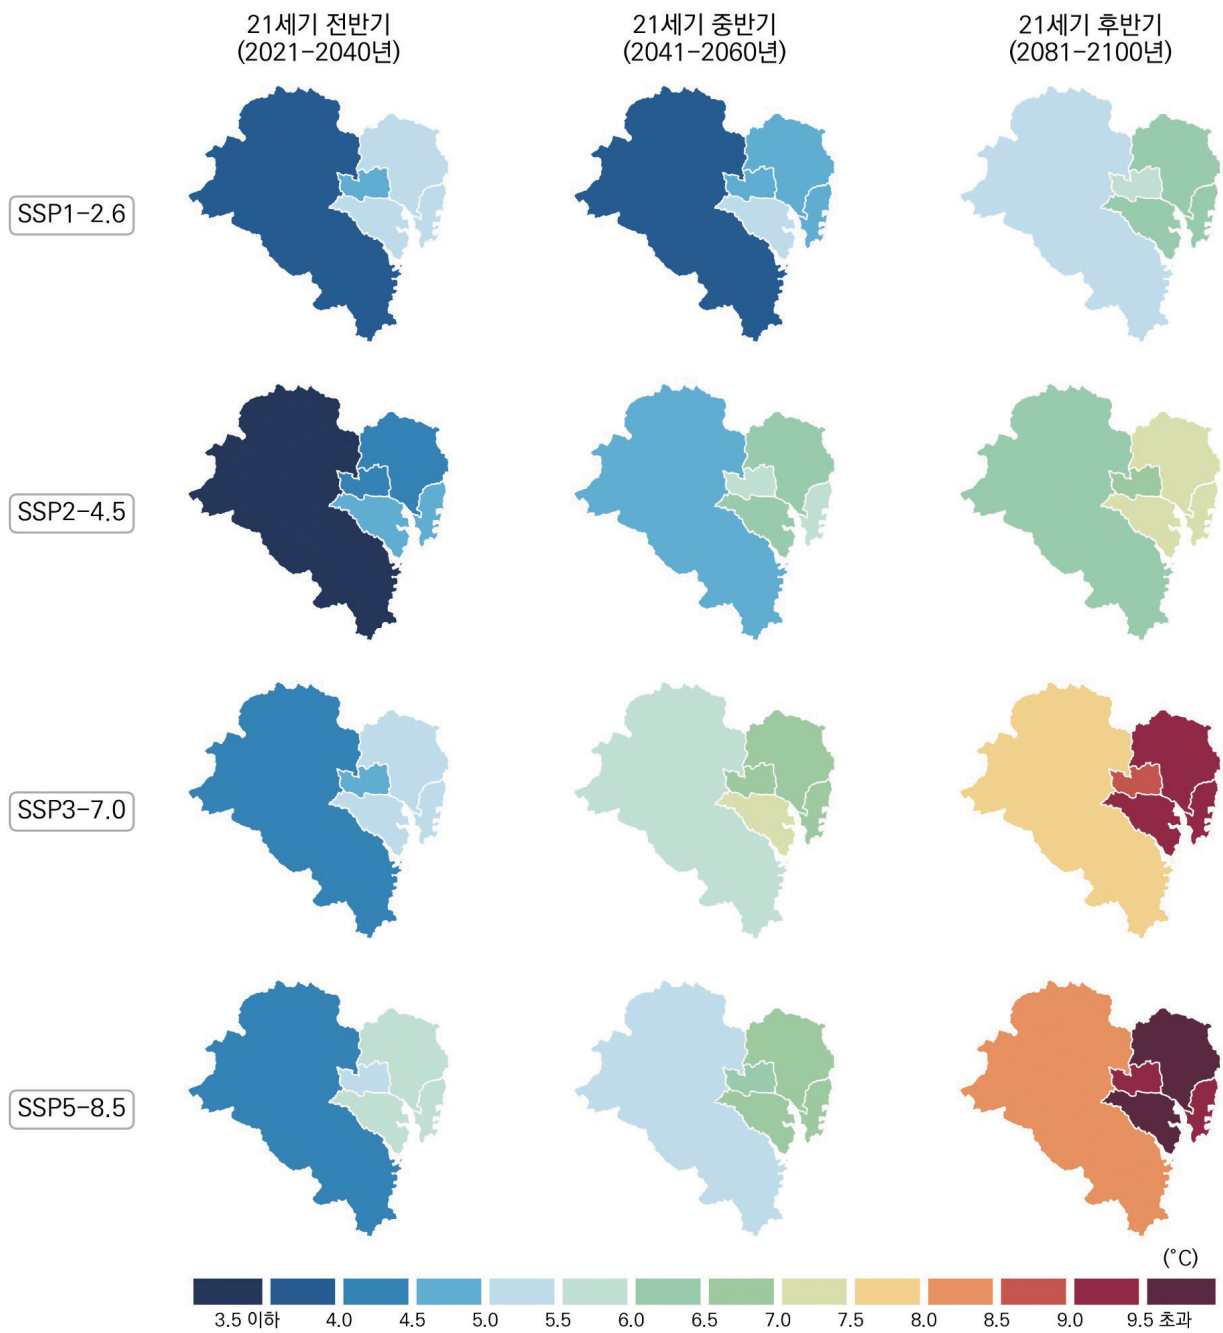 21세기 전반기
(2021-2040년)
21세기 중반기
(2041-2060년)
21세기 후반기
(2081-2100년)
SSP1-2.6
SSP2-4.5
SSP3-7.0
SSP5-8.5
(°C)
3.5 이하 4.0 4.5 5.0 5.5 6.0 6.5 7.0 7.5 8.0 8.5 9.0 9.5 초과